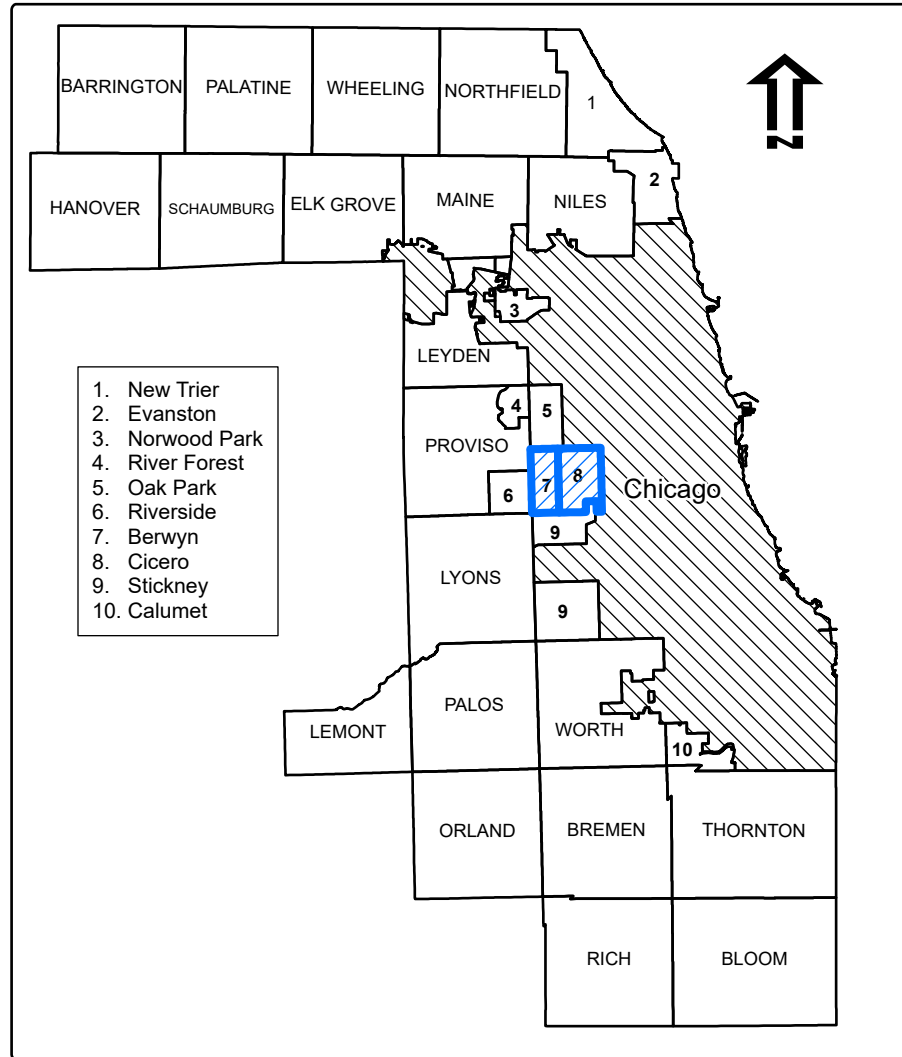 BARRINGTON
PALATINE
WHEELING
NORTHFIELD
1
N
HANOVER
SCHAUMBURG
ELK GROVE
MAINE
NILES
2
3
LEYDEN
1. New Trier
2. Evanston
3. Norwood Park
4. River Forest
5. Oak Park
6. Riverside
7. Berwyn
8. Cicero
9. Stickney
10. Calumet
4
5
PROVISO
6
7
8
Chicago
9
LYONS
9
PALOS
LEMONT
WORTH
10
ORLAND
BREMEN
THORNTON
RICH
BLOOM